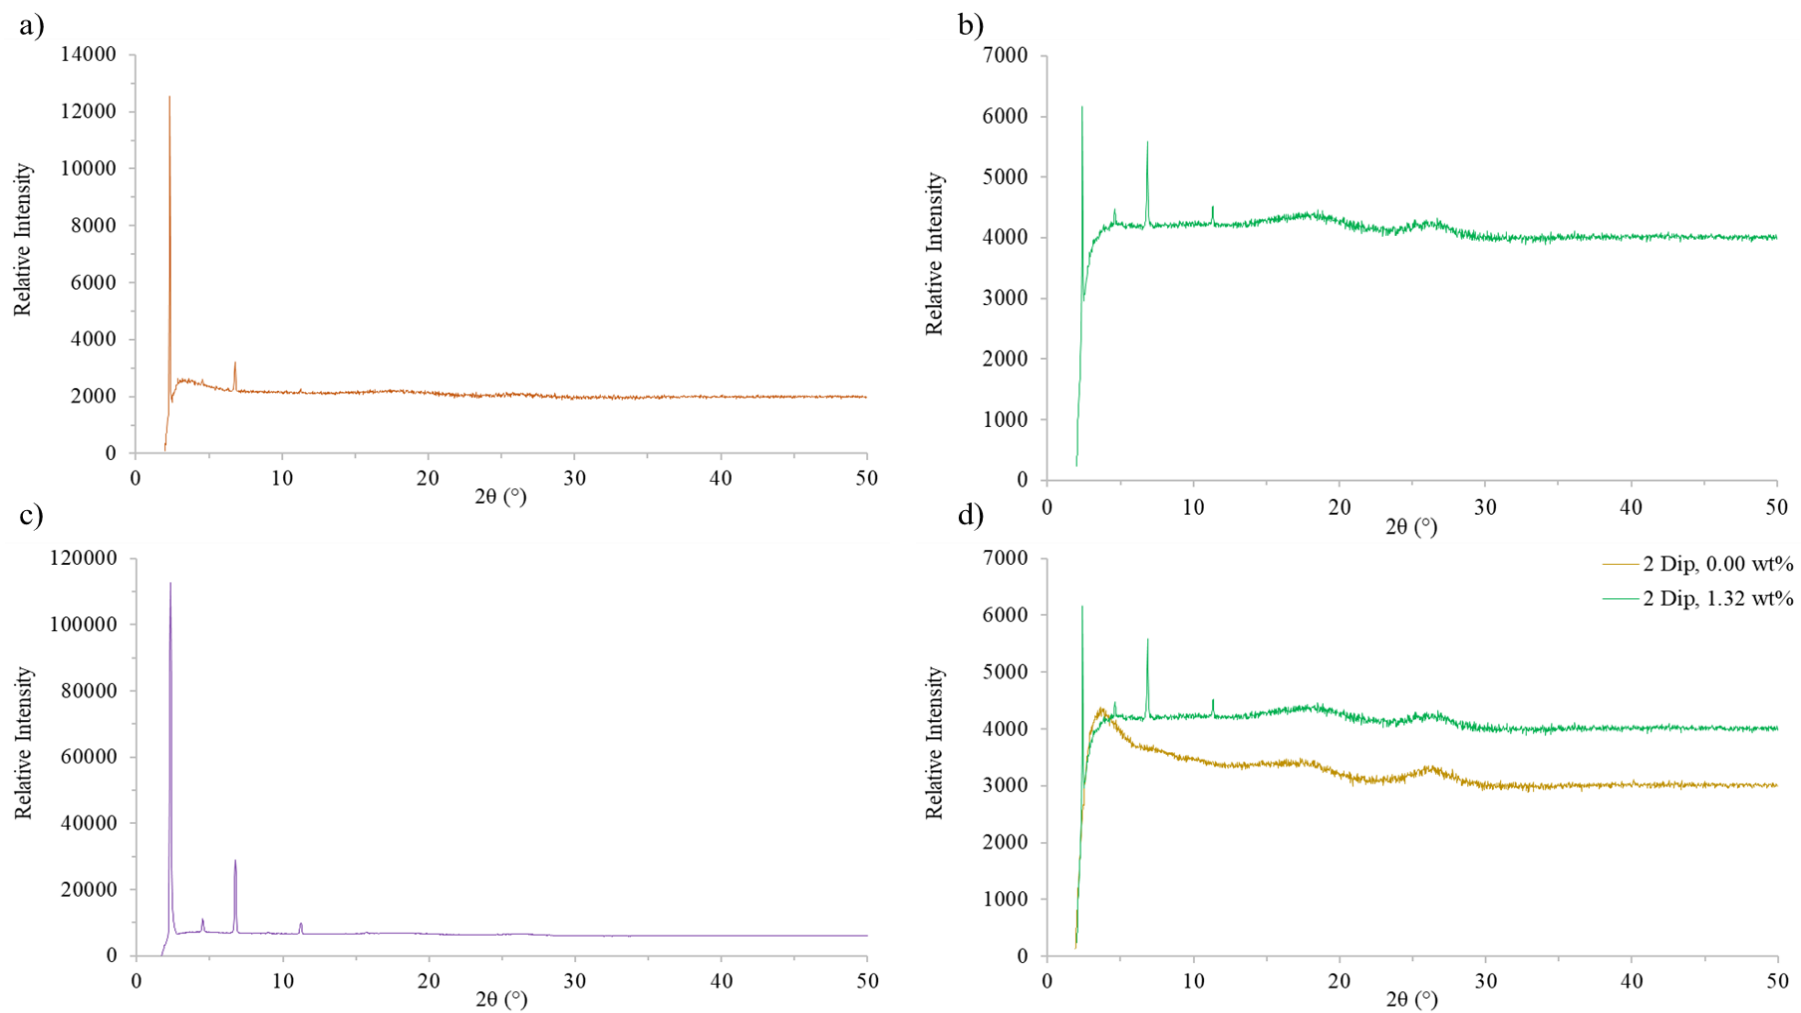 a)
14000
12000
10000
8000
6000
4000
2000
0
Relative Intensity
0 10 20 30 40 50
2θ (°)
b)
7000
6000
5000
4000
3000
2000
1000
0
Relative Intensity
0 10 20 30 40 50
2θ (°)
c)
120000
100000
80000
60000
40000
20000
0
Relative Intensity
0 10 20 30 40 50
2θ (°)
d)
7000
6000
5000
4000
3000
2000
1000
0
Relative Intensity
2 Dip, 0.00 wt%
2 Dip, 1.32 wt%
0 10 20 30 40 50
2θ (°)